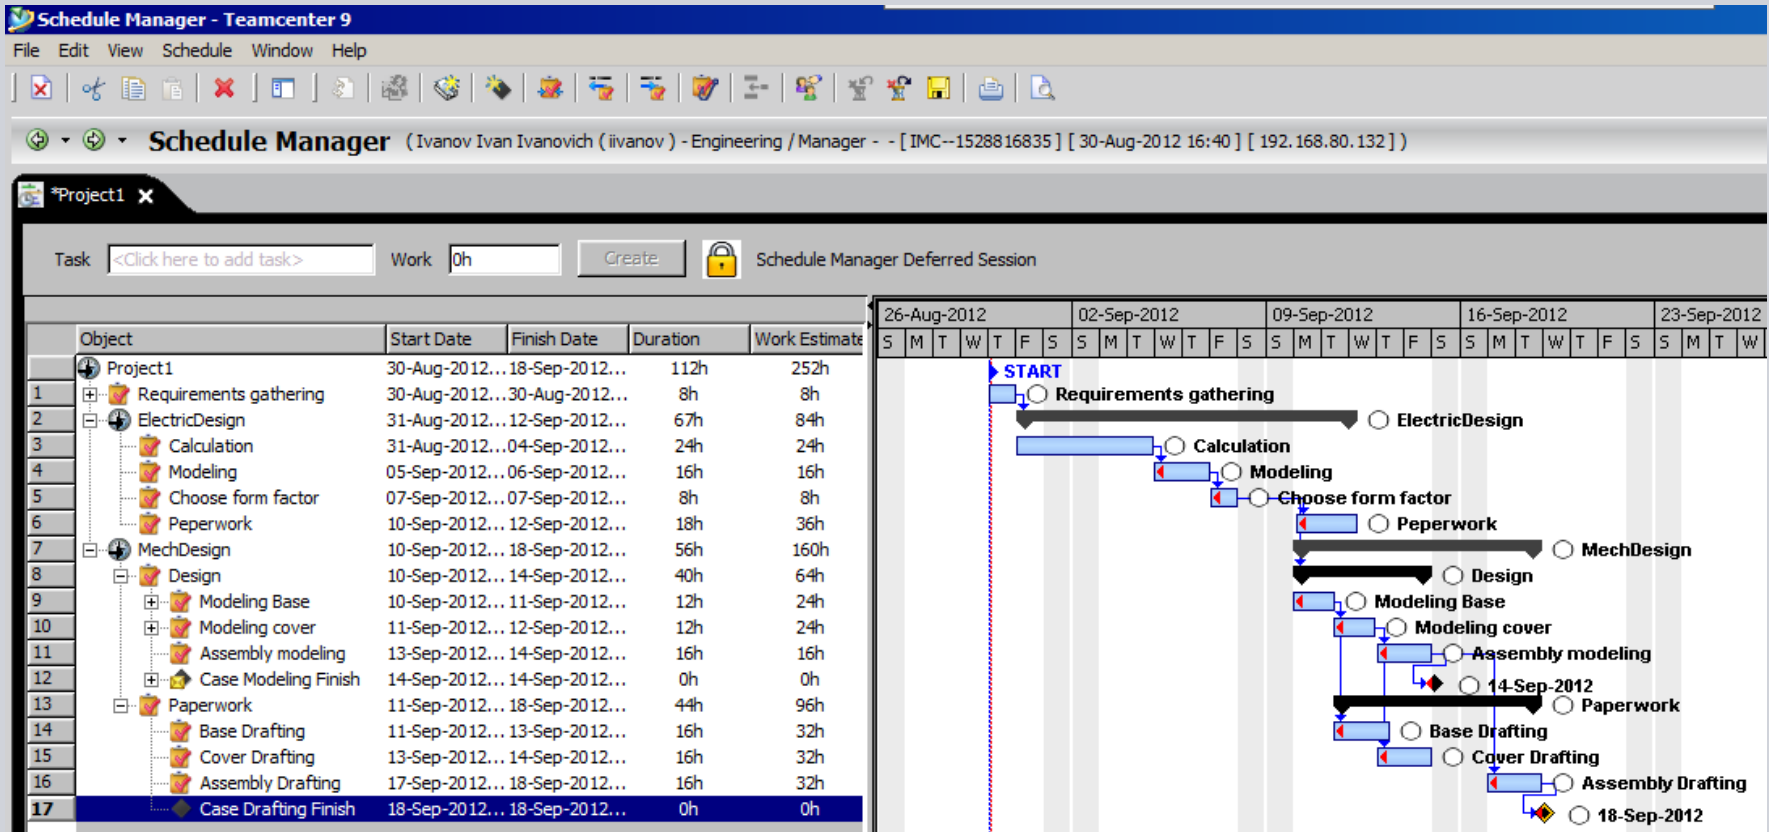 Schedule Manager - Teamcenter 9
File Edit View Schedule Window Help
Schedule Manager ( Ivanov Ivan Ivanovich ( iivanov ) - Engineering / Manager - - [ IMC--1528816835 ] [ 30-Aug-2012 16:40 ] [ 192.168.80.132 ] )
*Project1
Task <Click here to add task> Work 0h Create Schedule Manager Deferred Session
26-Aug-2012 02-Sep-2012 09-Sep-2012 16-Sep-2012 23-Sep-2012
Object Start Date Finish Date Duration Work Estimate S M T W T F S S M T W T F S S M T W T F S S M T W T F S S M T W
Project1 30-Aug-2012... 18-Sep-2012... 112h 252h START
1 Requirements gathering 30-Aug-2012... 30-Aug-2012... 8h 8h Requirements gathering
2 ElectricDesign 31-Aug-2012... 12-Sep-2012... 67h 84h ElectricDesign
3 Calculation 31-Aug-2012... 04-Sep-2012... 24h 24h Calculation
4 Modeling 05-Sep-2012... 06-Sep-2012... 16h 16h Modeling
5 Choose form factor 07-Sep-2012... 07-Sep-2012... 8h 8h Choose form factor
6 Peperwork 10-Sep-2012... 12-Sep-2012... 18h 36h Peperwork
7 MechDesign 10-Sep-2012... 18-Sep-2012... 56h 160h MechDesign
8 Design 10-Sep-2012... 14-Sep-2012... 40h 64h Design
9 Modeling Base 10-Sep-2012... 11-Sep-2012... 12h 24h Modeling Base
10 Modeling cover 11-Sep-2012... 12-Sep-2012... 12h 24h Modeling cover
11 Assembly modeling 13-Sep-2012... 14-Sep-2012... 16h 16h Assembly modeling
12 Case Modeling Finish 14-Sep-2012... 14-Sep-2012... 0h 0h 14-Sep-2012
13 Paperwork 11-Sep-2012... 18-Sep-2012... 44h 96h Paperwork
14 Base Drafting 11-Sep-2012... 13-Sep-2012... 16h 32h Base Drafting
15 Cover Drafting 13-Sep-2012... 14-Sep-2012... 16h 32h Cover Drafting
16 Assembly Drafting 17-Sep-2012... 18-Sep-2012... 16h 32h Assembly Drafting
17 Case Drafting Finish 18-Sep-2012... 18-Sep-2012... 0h 0h 18-Sep-2012